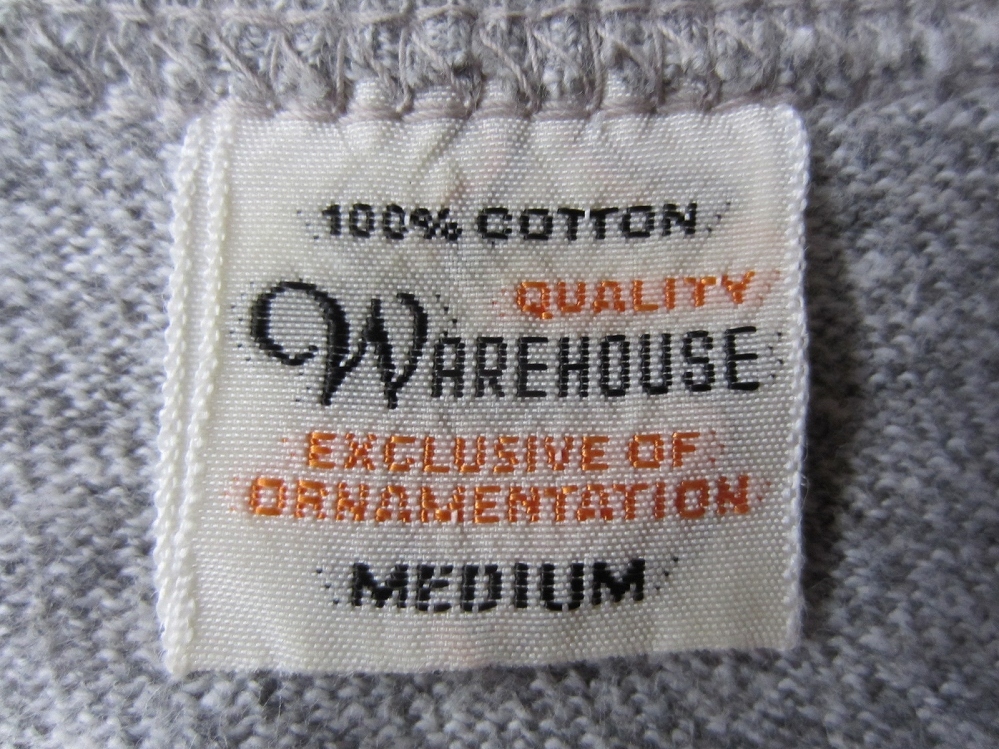 100% COTTON
QUALITY
WAREHOUSE
EXCLUSIVE OF
ORNAMENTATION
MEDIUM